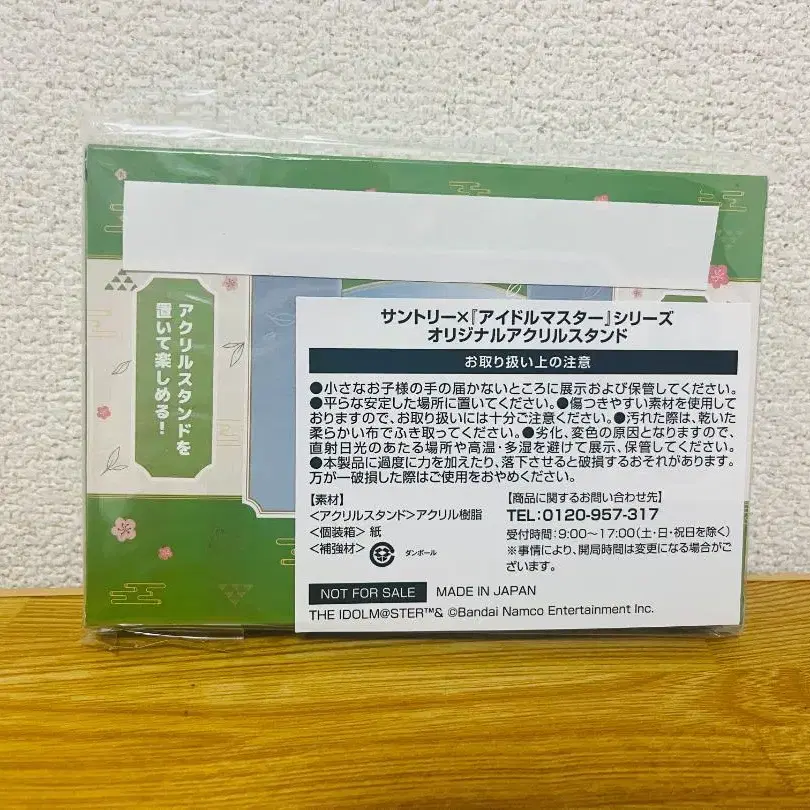 アクリルスタンドを
置いて楽しめる！
サントリー×『アイドルマスター』シリーズ
オリジナルアクリルスタンド
お取り扱い上の注意
●小さなお子様の手の届かないところに展示および保管してください。
●平らな安定した場所に置いてください。●傷つきやすい素材を使用して
おりますので、お取り扱いには十分ご注意ください。●汚れた際は、乾いた
柔らかい布でふき取ってください。●劣化、変色の原因となりますので、
直射日光のあたる場所や高温・多湿を避けて展示、保管してください。
●本製品に過度に力を加えたり、落下させると破損するおそれがあります。
万が一破損した際はご使用をおやめください。
【素材】
<アクリルスタンド>アクリル樹脂
<個装箱>紙
<補強材> ダンボール
【商品に関するお問い合わせ先】
TEL:0120-957-317
受付時間:9:00〜17:00(土・日・祝日を除く)
※事情により、開局時間は変更になる場合がご
ざいます。
NOT FOR SALE MADE IN JAPAN
THE IDOLM@STER™& ©Bandai Namco Entertainment Inc.